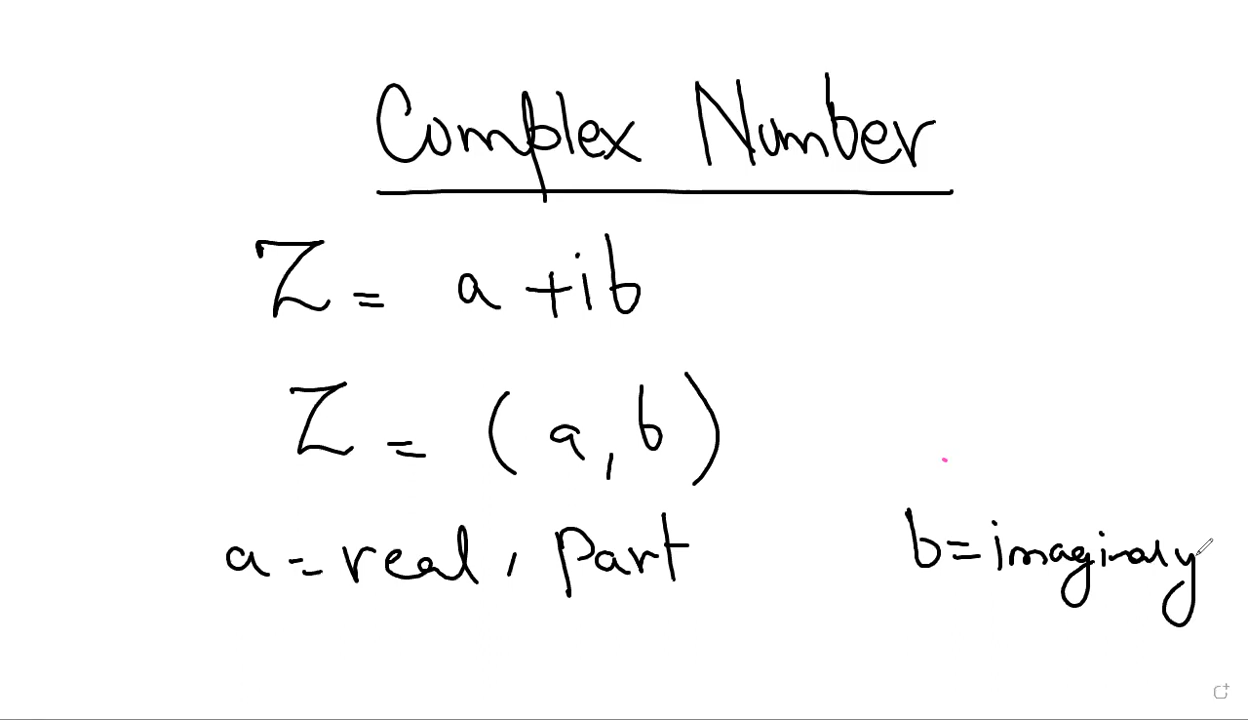 Complex Number
Z = a + ib
Z = (a, b)
a = real, Part
b = imaginary